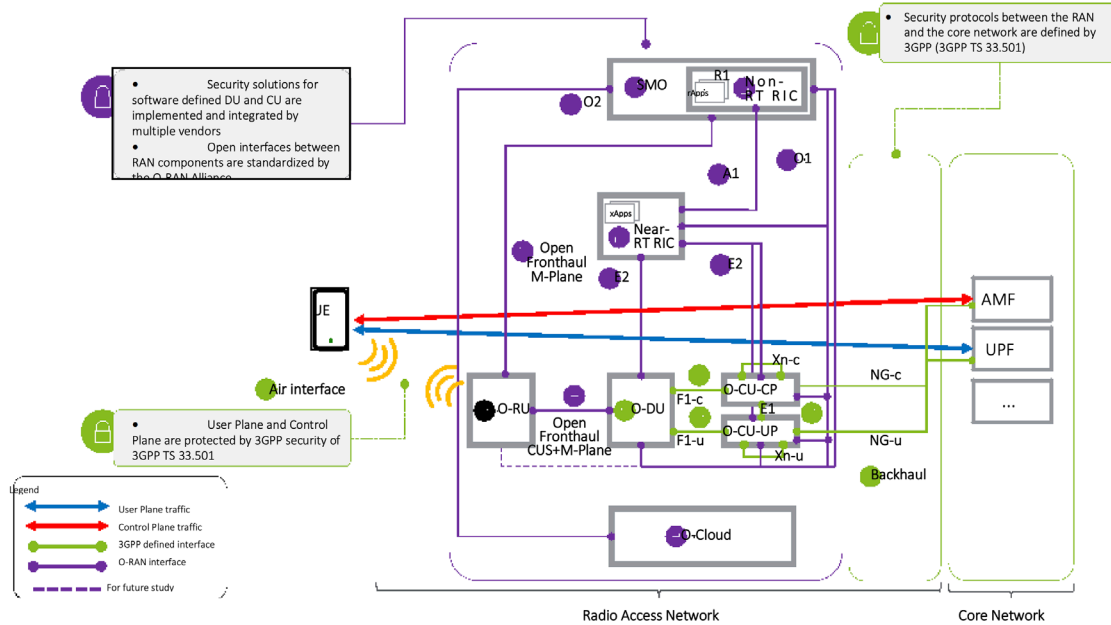 • Security protocols between the RAN
and the core network are defined by
3GPP (3GPP TS 33.501)
• Security solutions for
software defined DU and CU are
implemented and integrated by
multiple vendors
• Open interfaces between
RAN components are standardized by
the O-RAN Alliance
SMO
R1
rApps
Non-
RT RIC
O2
O1
A1
xApps
Near-
RT RIC
Open
Fronthaul
M-Plane
E2
E2
UE
AMF
UPF
...
Air interface
O-RU
Open
Fronthaul
CUS+M-Plane
O-DU
F1-c
F1-u
Xn-c
O-CU-CP
E1
O-CU-UP
Xn-u
NG-c
NG-u
Backhaul
• User Plane and Control
Plane are protected by 3GPP security of
3GPP TS 33.501
Legend
User Plane traffic
Control Plane traffic
3GPP defined interface
O-RAN interface
For future study
O-Cloud
Radio Access Network
Core Network